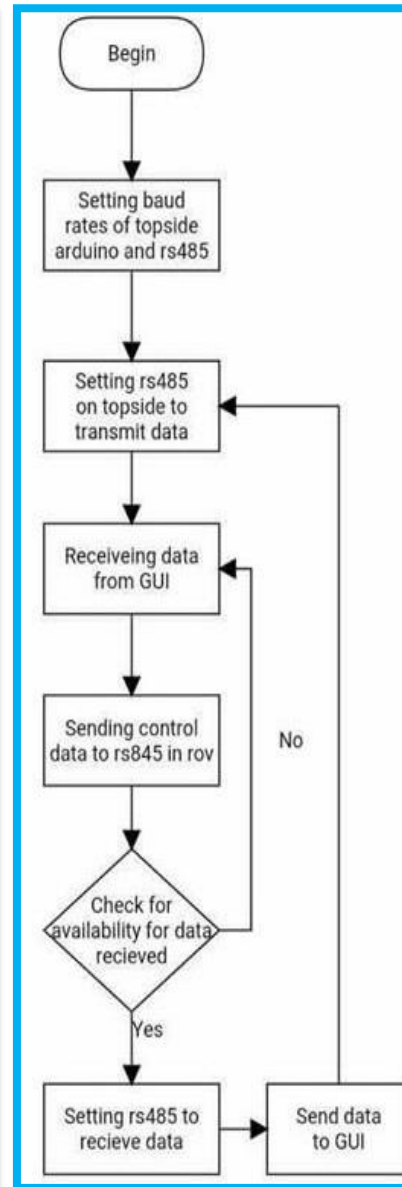 Begin
Setting baud
rates of topside
arduino and rs485
Setting rs485
on topside to
transmit data
Receiveing data
from GUI
Sending control
data to rs845 in rov
No
Check for
availability for data
recieved
Yes
Setting rs485 to
recieve data
Send data
to GUI